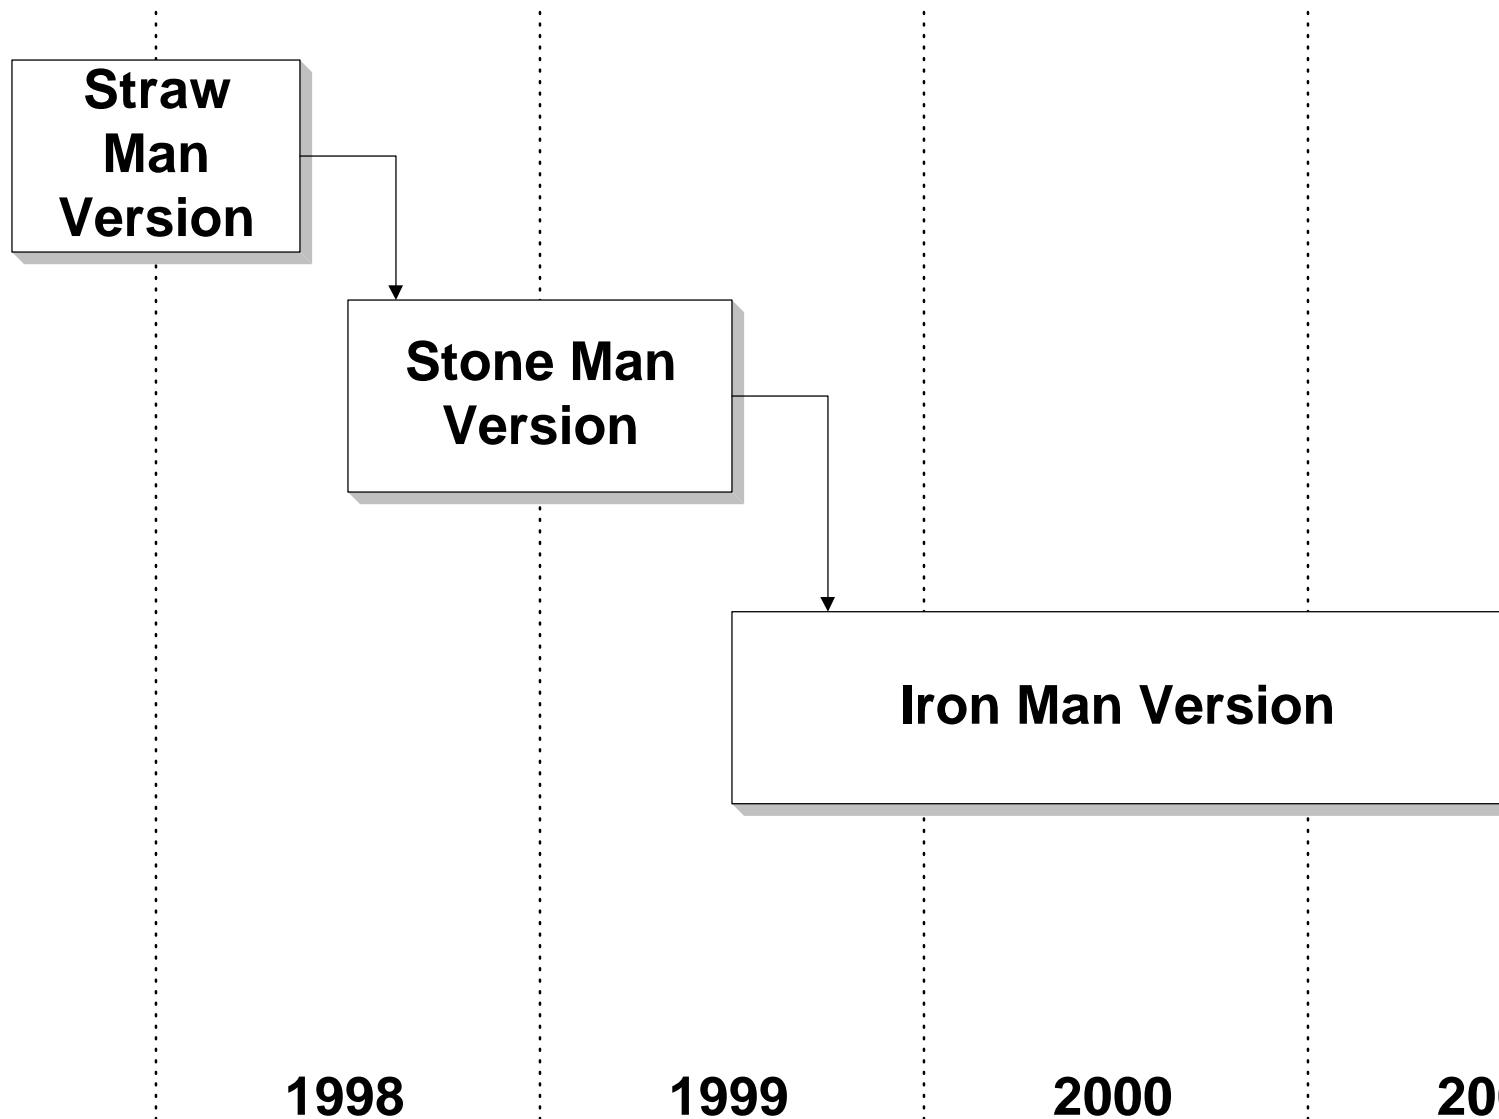 Straw
Man
Version
Stone Man
Version
Iron Man Version
1998 1999 2000